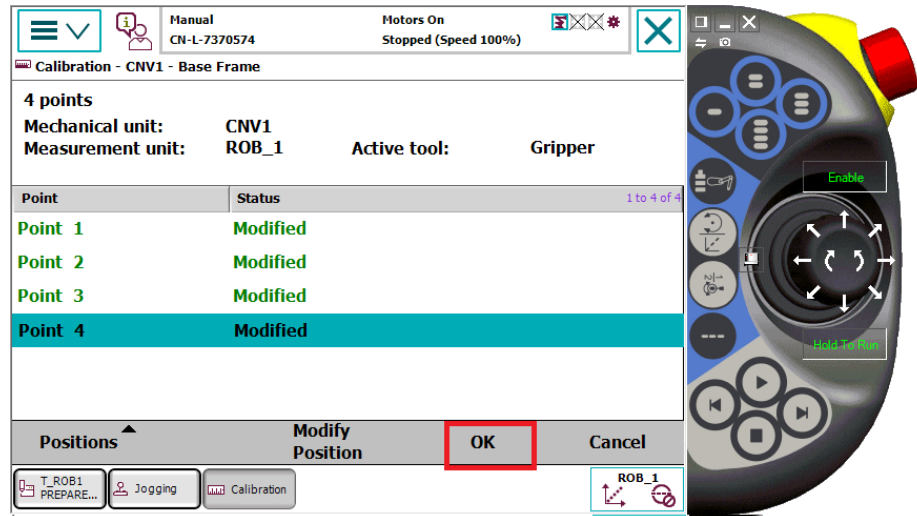 Manual
CN-L-7370574
Motors On
Stopped (Speed 100%)
Calibration - CNV1 - Base Frame
4 points
Mechanical unit: CNV1
Measurement unit: ROB_1 Active tool: Gripper
Point Status 1 to 4 of 4
Point 1 Modified
Point 2 Modified
Point 3 Modified
Point 4 Modified
Positions Modify Position OK Cancel
T_ROB1
PREPARE...
Jogging
Calibration
ROB_1
Enable
Hold To Run